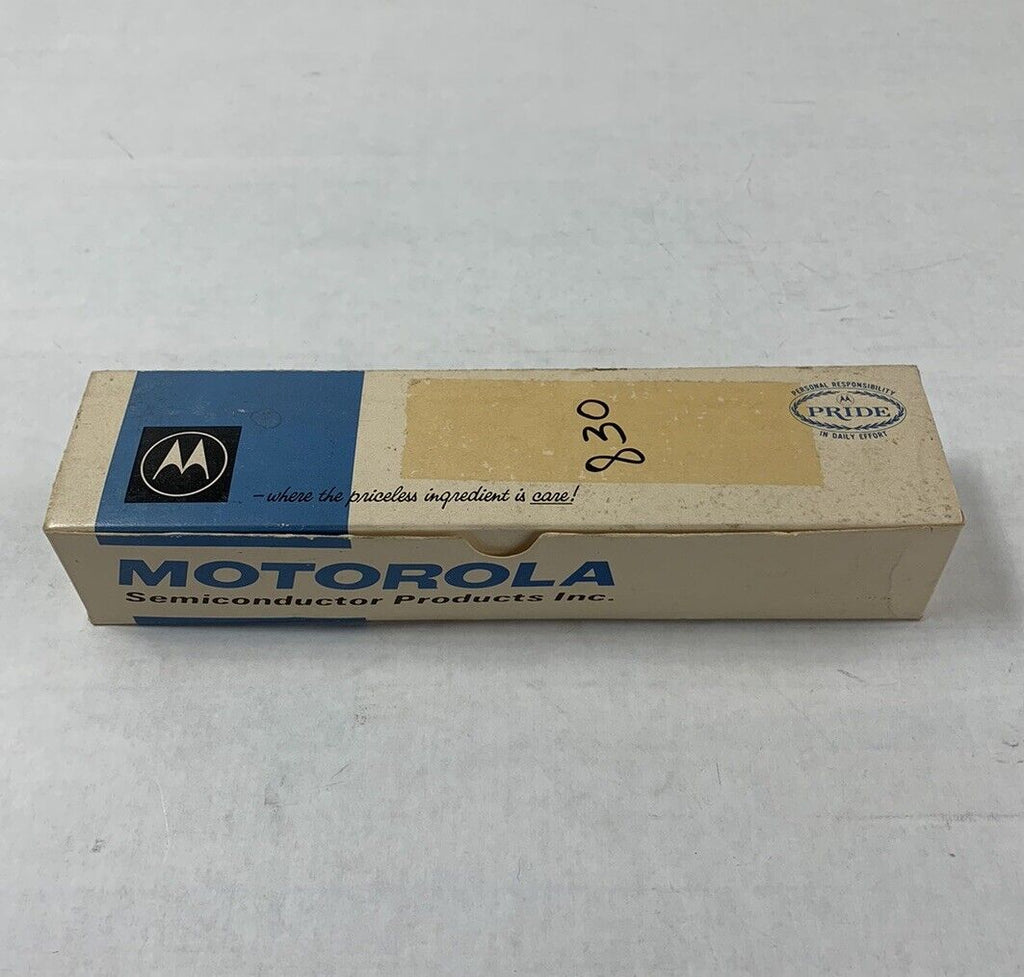 PERSONAL RESPONSIBILITY
PRIDE
IN DAILY EFFORT
830
–where the priceless ingredient is care!
MOTOROLA
Semiconductor Products Inc.